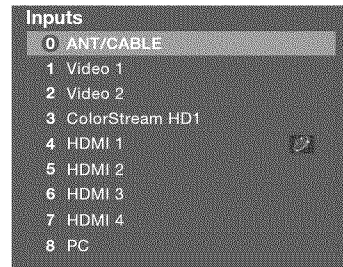 Inputs
0 ANT/CABLE
1 Video 1
2 Video 2
3 ColorStream HD1
4 HDMI 1
5 HDMI 2
6 HDMI 3
7 HDMI 4
8 PC